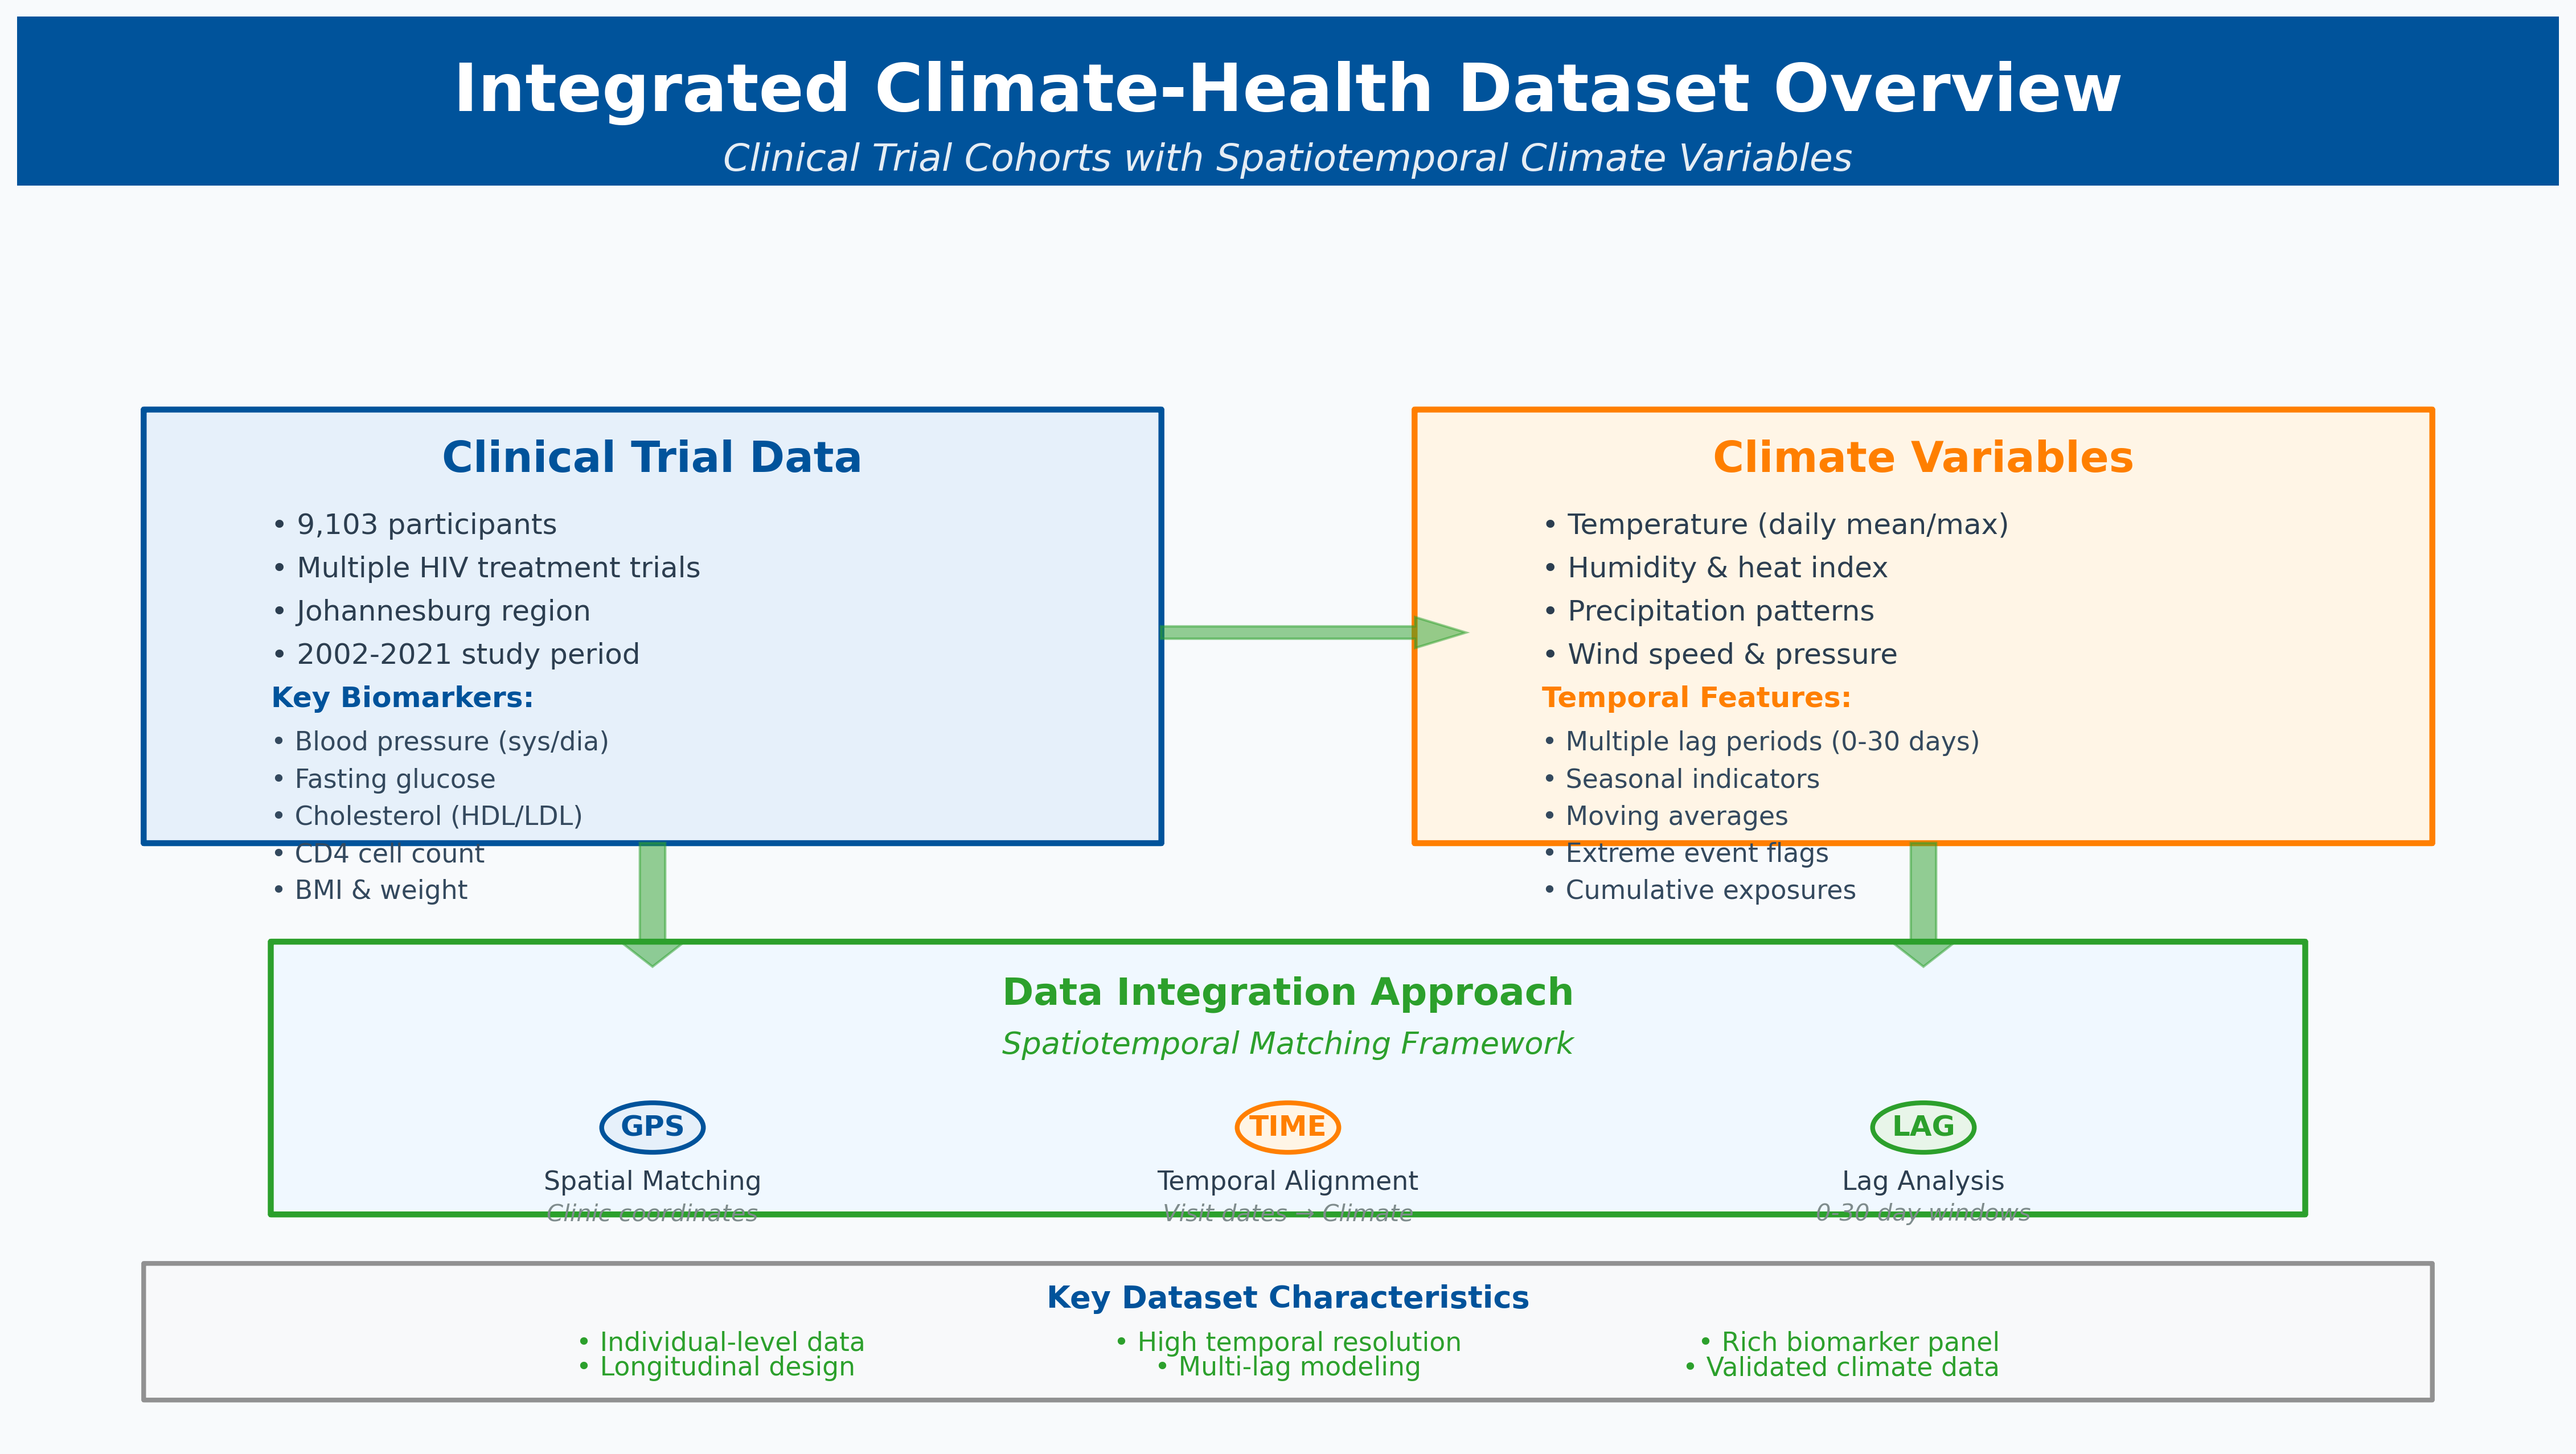 Integrated Climate-Health Dataset Overview
Clinical Trial Cohorts with Spatiotemporal Climate Variables
Clinical Trial Data
• 9,103 participants
• Multiple HIV treatment trials
• Johannesburg region
• 2002-2021 study period
Key Biomarkers:
• Blood pressure (sys/dia)
• Fasting glucose
• Cholesterol (HDL/LDL)
• CD4 cell count
• BMI & weight
Climate Variables
• Temperature (daily mean/max)
• Humidity & heat index
• Precipitation patterns
• Wind speed & pressure
Temporal Features:
• Multiple lag periods (0-30 days)
• Seasonal indicators
• Moving averages
• Extreme event flags
• Cumulative exposures
Data Integration Approach
Spatiotemporal Matching Framework
GPS
Spatial Matching
Clinic coordinates
TIME
Temporal Alignment
Visit dates → Climate
LAG
Lag Analysis
0-30 day windows
Key Dataset Characteristics
• Individual-level data
• Longitudinal design
• High temporal resolution
• Multi-lag modeling
• Rich biomarker panel
• Validated climate data